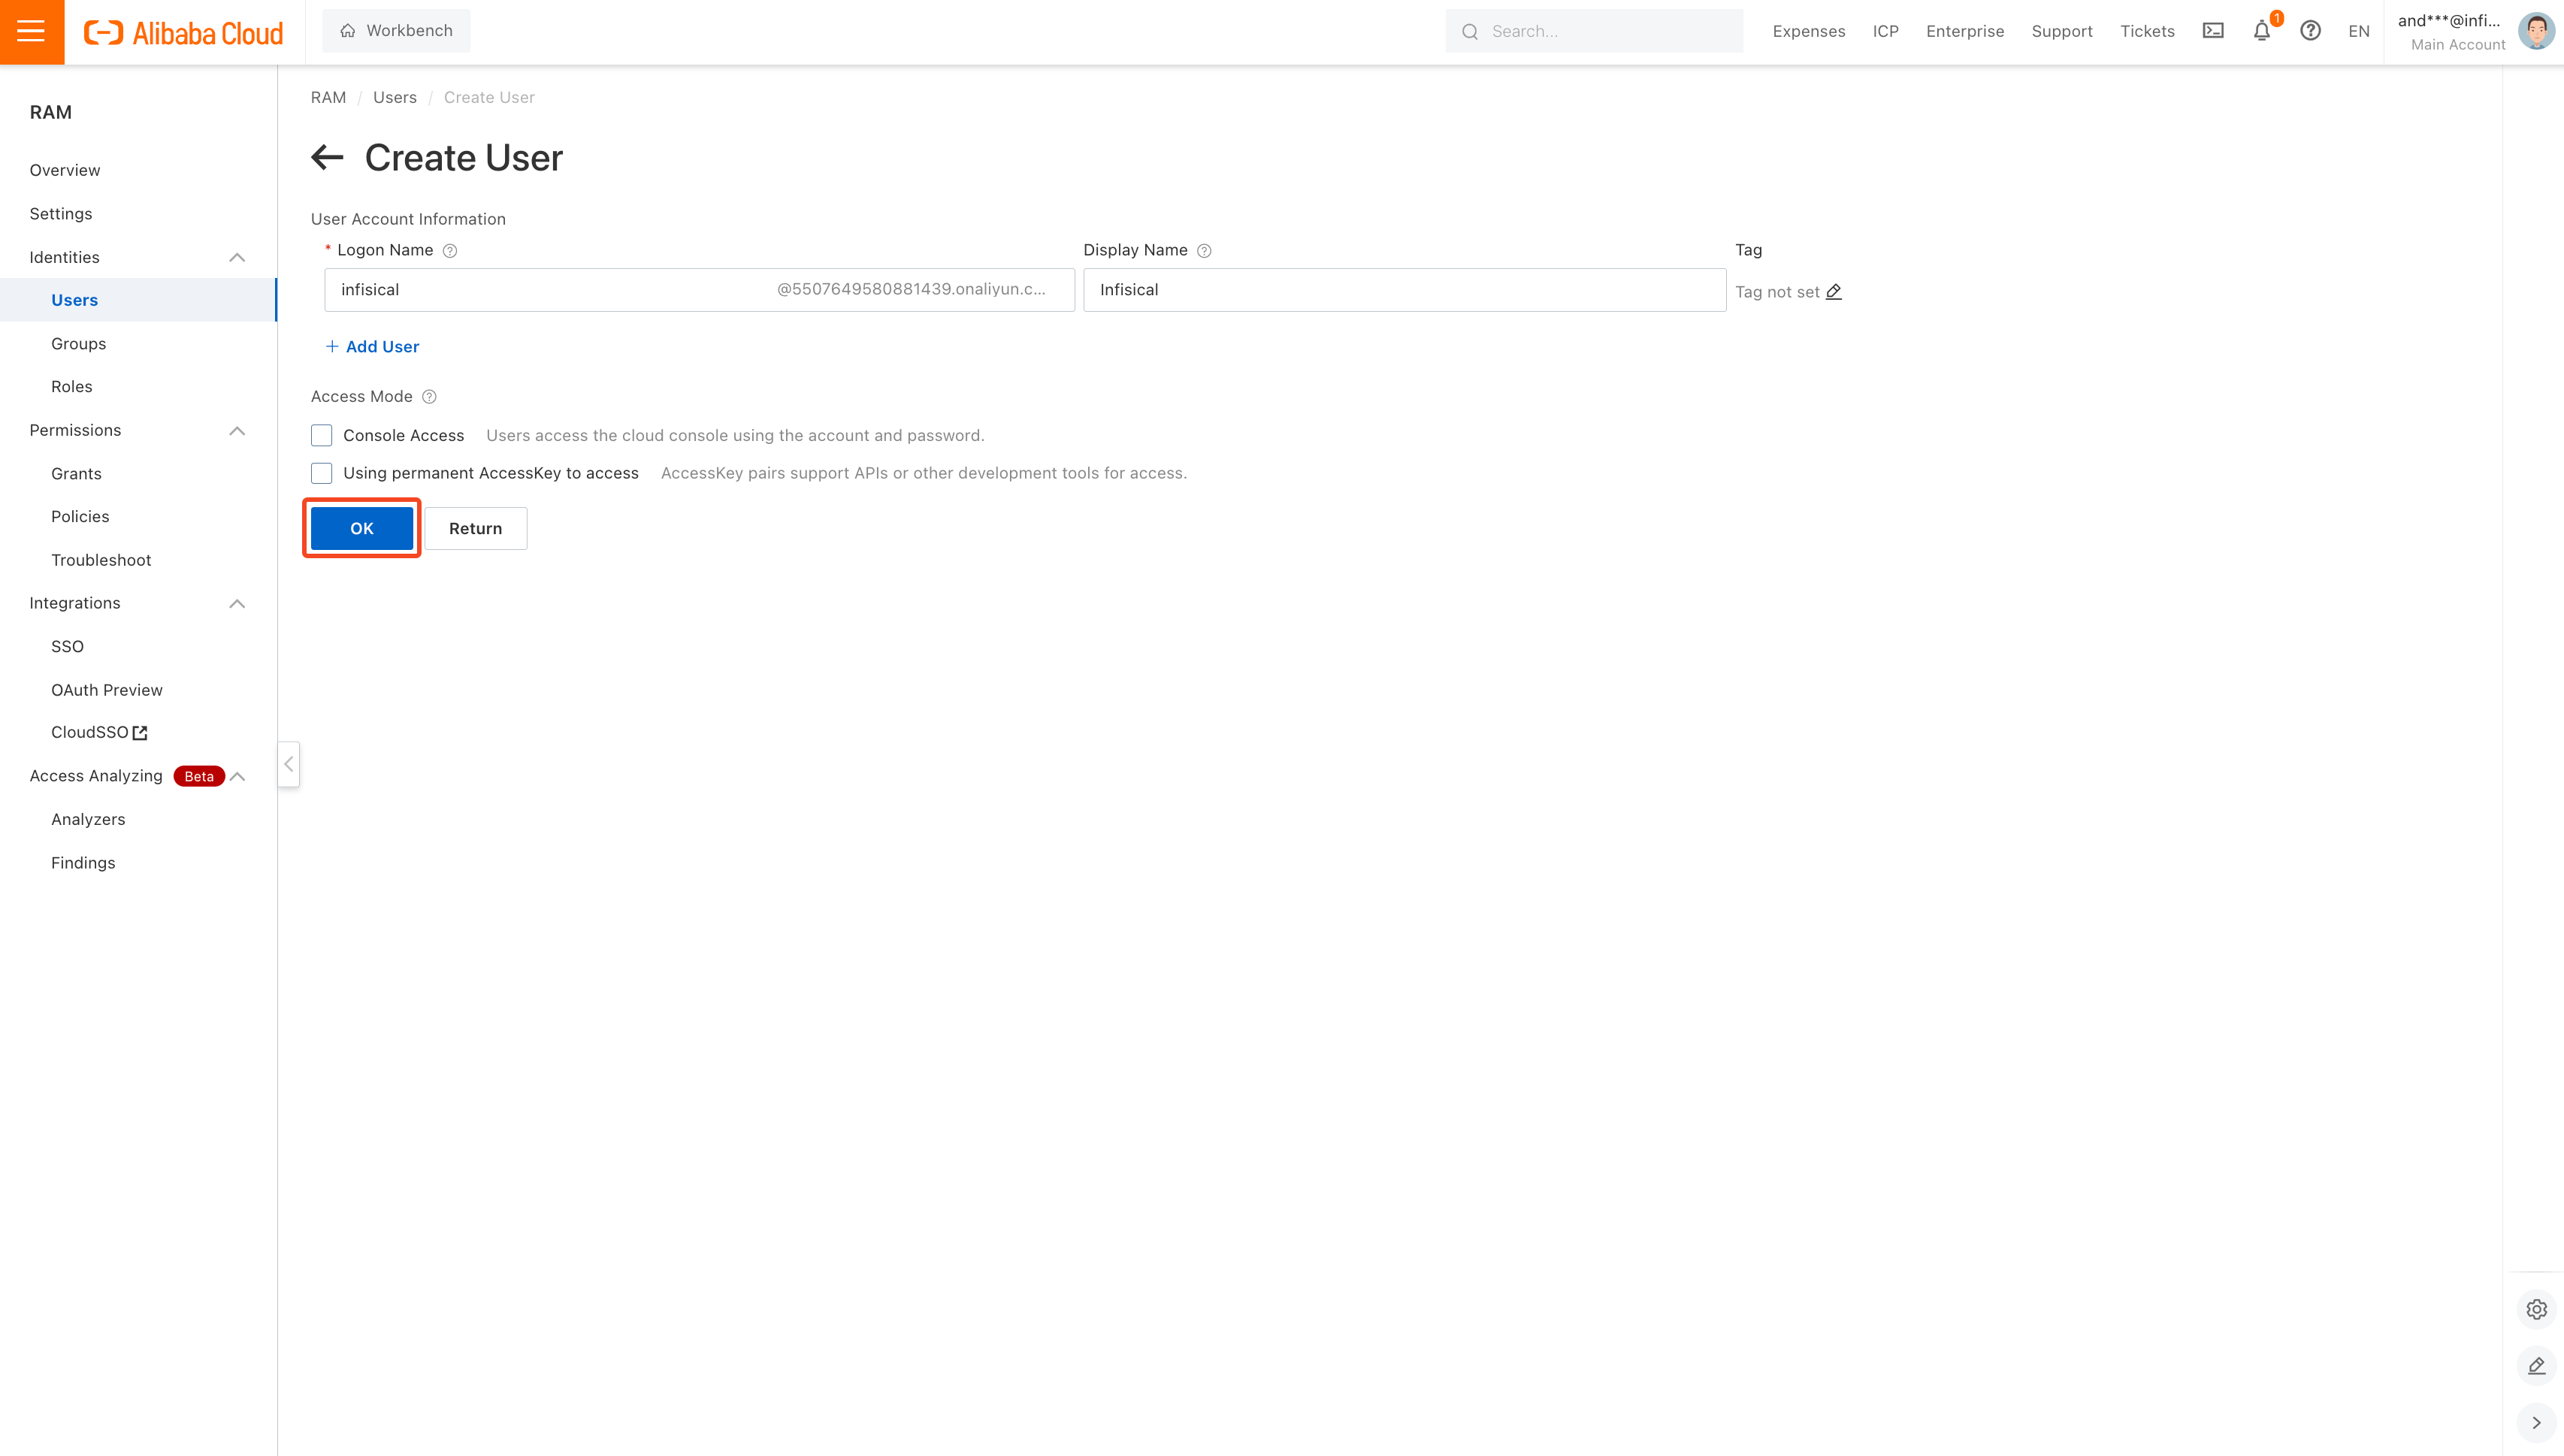 Alibaba Cloud
Workbench
Search...
Expenses
ICP
Enterprise
Support
Tickets
1
EN
and***@infi...
Main Account
RAM
Overview
Settings
Identities
Users
Groups
Roles
Permissions
Grants
Policies
Troubleshoot
Integrations
SSO
OAuth Preview
CloudSSO
Access Analyzing Beta
Analyzers
Findings
RAM / Users / Create User
Create User
User Account Information
* Logon Name
Display Name
Tag
infisical @5507649580881439.onaliyun.c...
Infisical
Tag not set
+ Add User
Access Mode
Console Access Users access the cloud console using the account and password.
Using permanent AccessKey to access AccessKey pairs support APIs or other development tools for access.
OK
Return